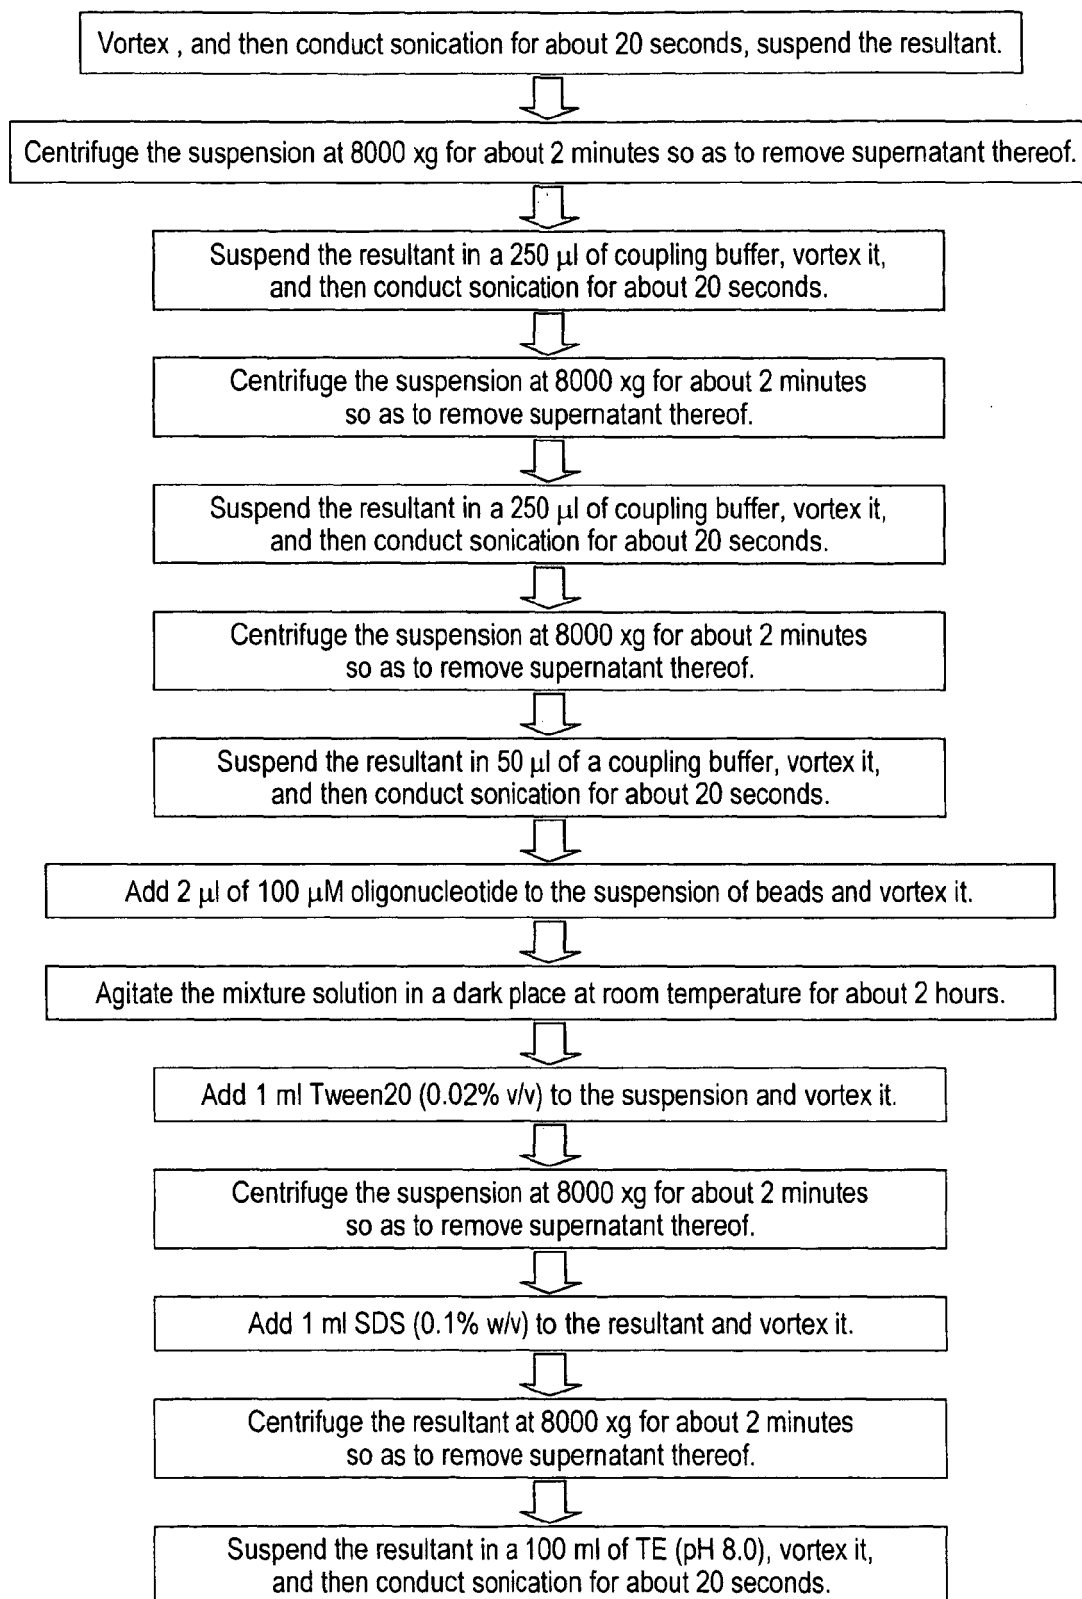 Vortex , and then conduct sonication for about 20 seconds, suspend the resultant.
Centrifuge the suspension at 8000 xg for about 2 minutes so as to remove supernatant thereof.
Suspend the resultant in a 250 μl of coupling buffer, vortex it,
and then conduct sonication for about 20 seconds.
Centrifuge the suspension at 8000 xg for about 2 minutes
so as to remove supernatant thereof.
Suspend the resultant in a 250 μl of coupling buffer, vortex it,
and then conduct sonication for about 20 seconds.
Centrifuge the suspension at 8000 xg for about 2 minutes
so as to remove supernatant thereof.
Suspend the resultant in 50 μl of a coupling buffer, vortex it,
and then conduct sonication for about 20 seconds.
Add 2 μl of 100 μM oligonucleotide to the suspension of beads and vortex it.
Agitate the mixture solution in a dark place at room temperature for about 2 hours.
Add 1 ml Tween20 (0.02% v/v) to the suspension and vortex it.
Centrifuge the suspension at 8000 xg for about 2 minutes
so as to remove supernatant thereof.
Add 1 ml SDS (0.1% w/v) to the resultant and vortex it.
Centrifuge the resultant at 8000 xg for about 2 minutes
so as to remove supernatant thereof.
Suspend the resultant in a 100 ml of TE (pH 8.0), vortex it,
and then conduct sonication for about 20 seconds.